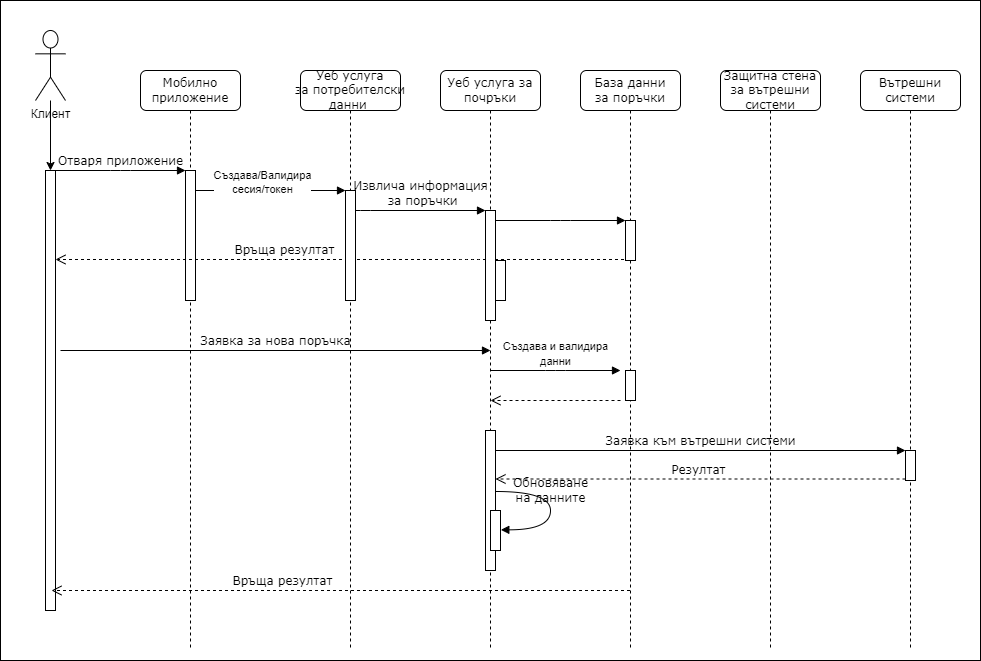 Клиент
Мобилно
приложение
Уеб услуга
за потребителски
данни
Уеб услуга за
почръки
База данни
за поръчки
Защитна стена
за вътрешни
системи
Вътрешни
системи
Отваря приложение
Създава/Валидира
сесия/токен
Извлича информация
за поръчки
Връща резултат
Заявка за нова поръчка
Създава и валидира
данни
Заявка към вътрешни системи
Резултат
Обновяване
на данните
Връща резултат